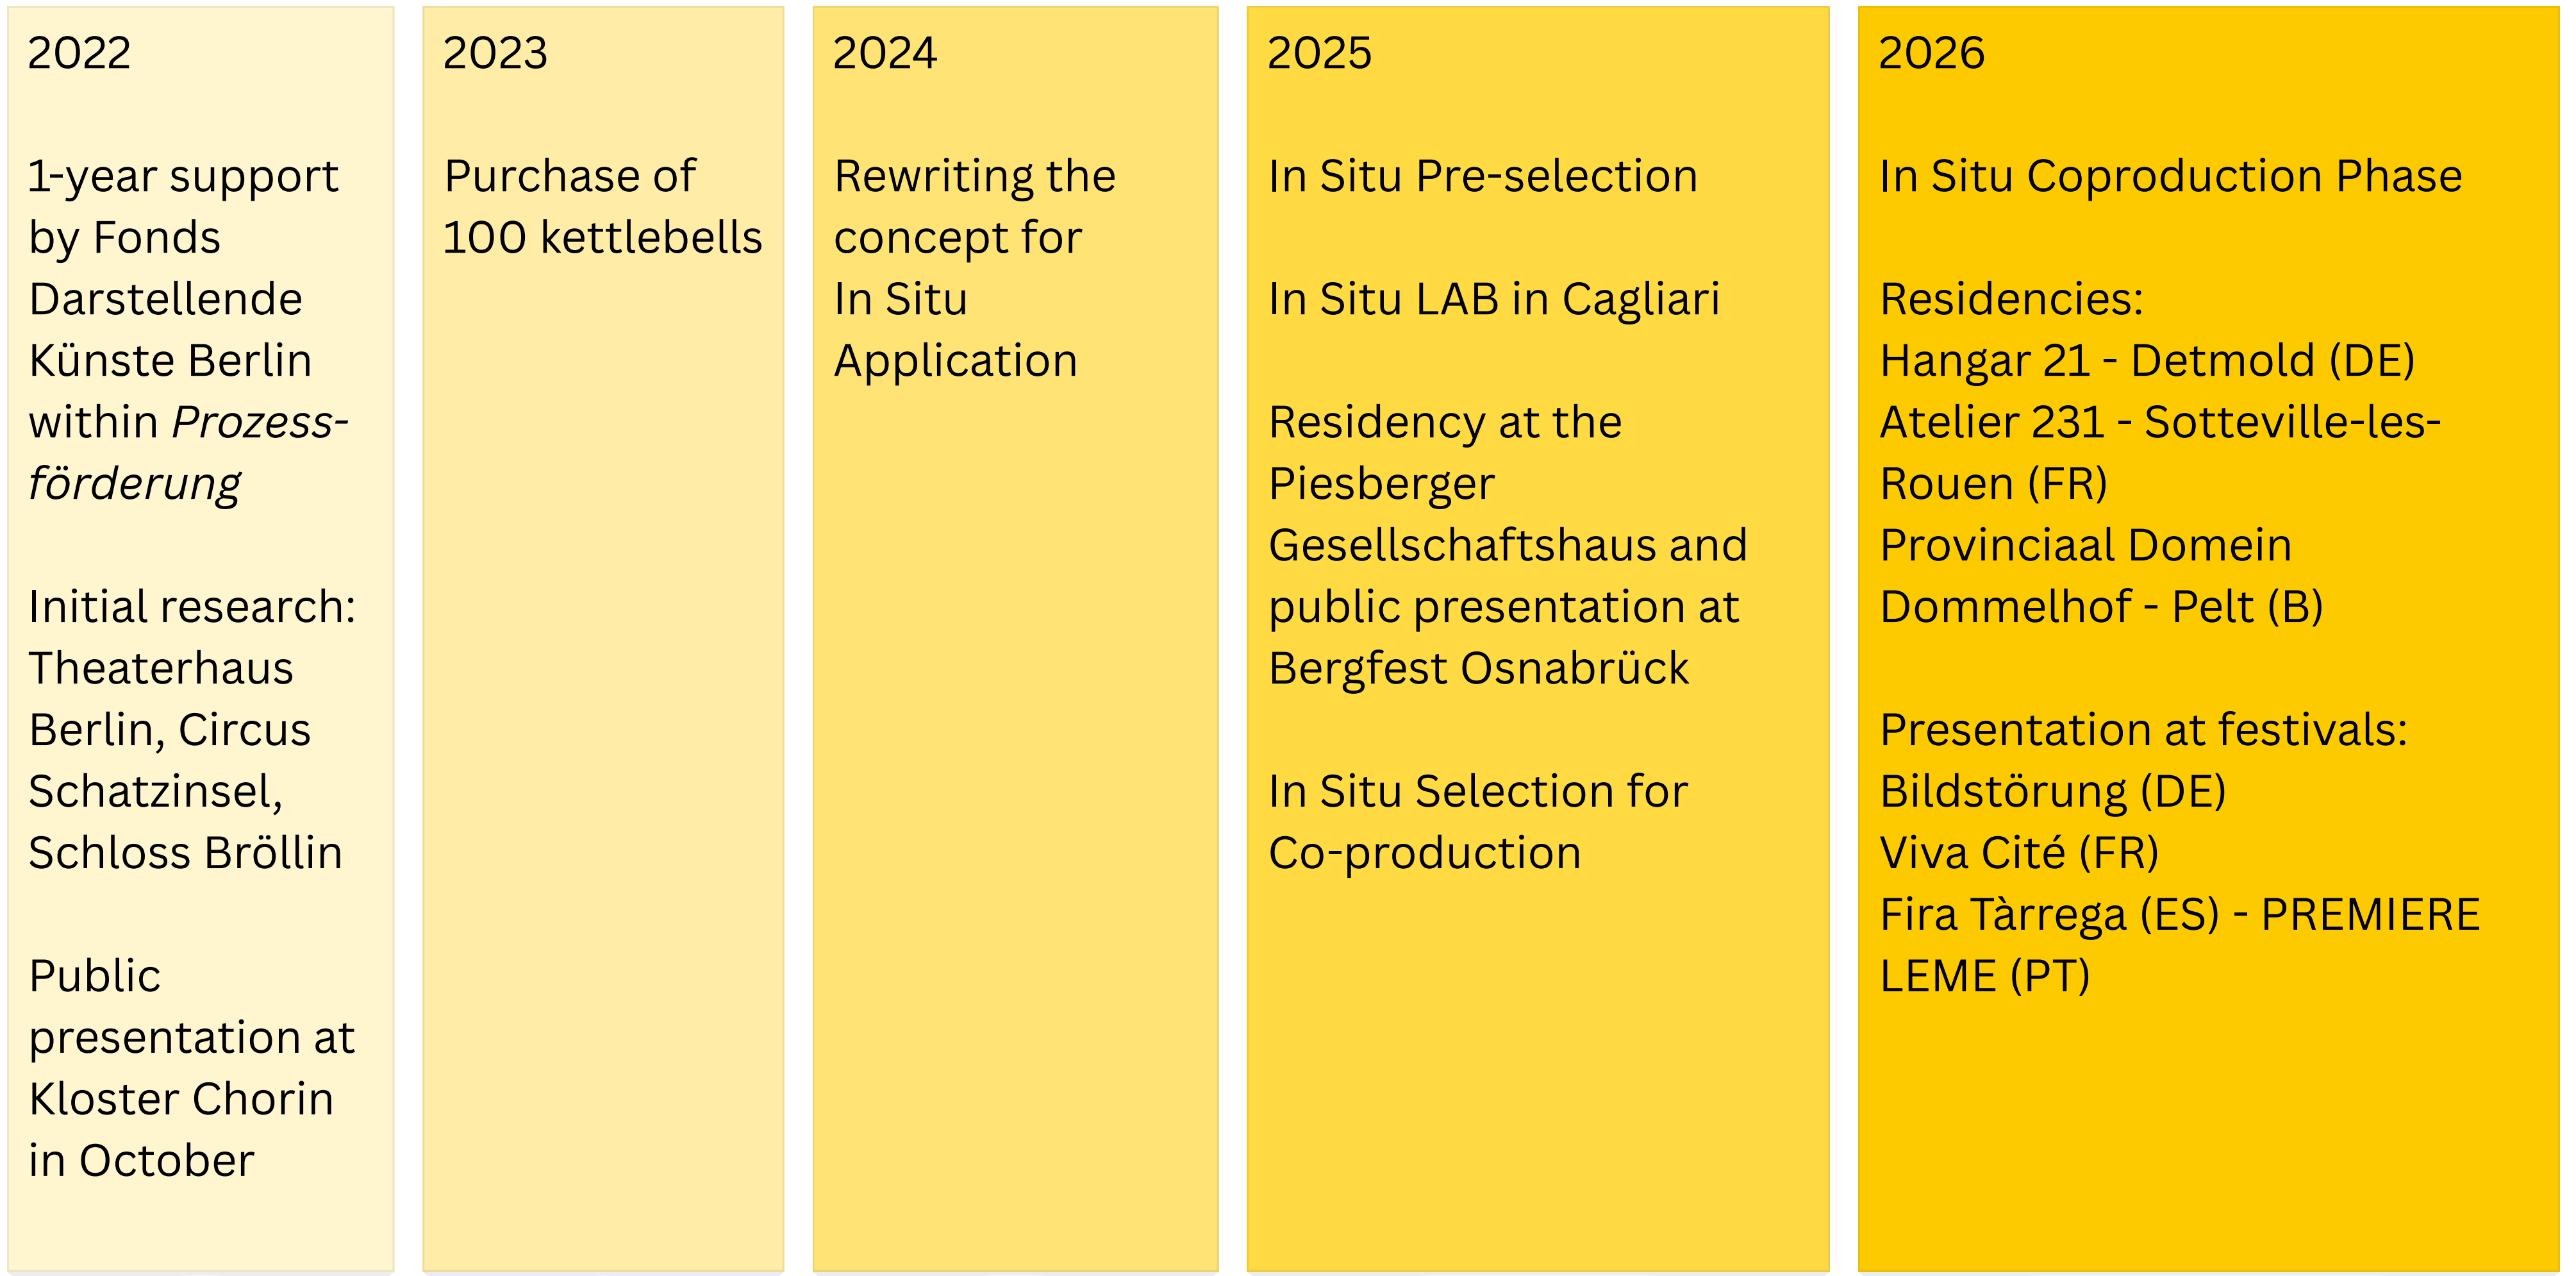 2022
1-year support
by Fonds
Darstellende
Künste Berlin
within Prozess-
förderung
Initial research:
Theaterhaus
Berlin, Circus
Schatzinsel,
Schloss Bröllin
Public
presentation at
Kloster Chorin
in October
2023
Purchase of
100 kettlebells
2024
Rewriting the
concept for
In Situ
Application
2025
In Situ Pre-selection
In Situ LAB in Cagliari
Residency at the
Piesberger
Gesellschaftshaus and
public presentation at
Bergfest Osnabrück
In Situ Selection for
Co-production
2026
In Situ Coproduction Phase
Residencies:
Hangar 21 - Detmold (DE)
Atelier 231 - Sotteville-les-
Rouen (FR)
Provinciaal Domein
Dommelhof - Pelt (B)
Presentation at festivals:
Bildstörung (DE)
Viva Cité (FR)
Fira Tàrrega (ES) - PREMIERE
LEME (PT)